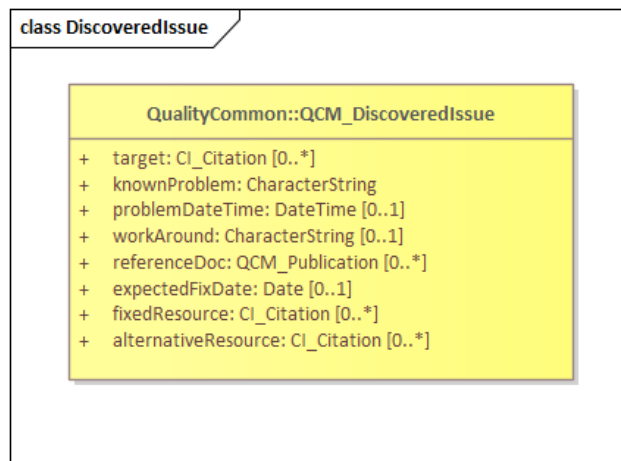 class DiscoveredIssue
QualityCommon::QCM_DiscoveredIssue
+ target: CI_Citation [0..*]
+ knownProblem: CharacterString
+ problemDateTime: DateTime [0..1]
+ workAround: CharacterString [0..1]
+ referenceDoc: QCM_Publication [0..*]
+ expectedFixDate: Date [0..1]
+ fixedResource: CI_Citation [0..*]
+ alternativeResource: CI_Citation [0..*]